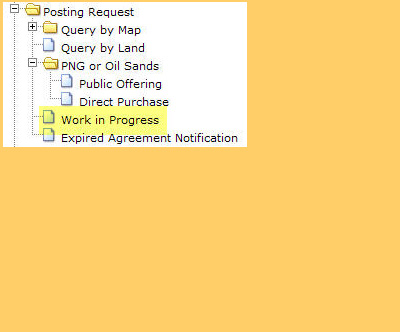 Posting Request
Query by Map
Query by Land
PNG or Oil Sands
Public Offering
Direct Purchase
Work in Progress
Expired Agreement Notification